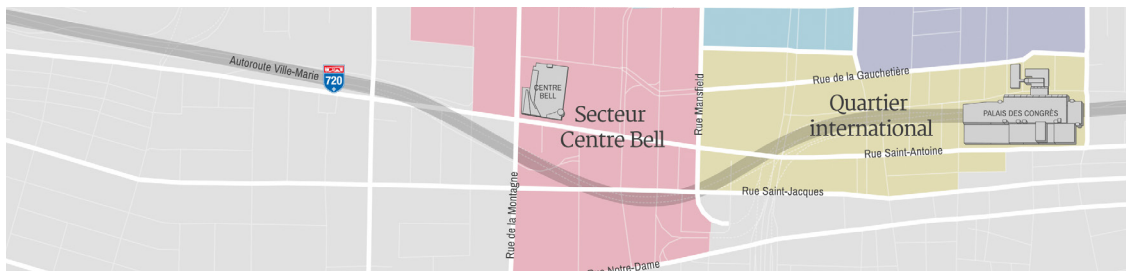 Autoroute Ville-Marie
720
CENTRE
BELL
Secteur
Centre Bell
Rue de la Montagne
Rue Mansfield
Rue de la Gauchetière
Quartier
international
PALAIS DES CONGRÈS
Rue Saint-Antoine
Rue Saint-Jacques
Rue Notre-Dame